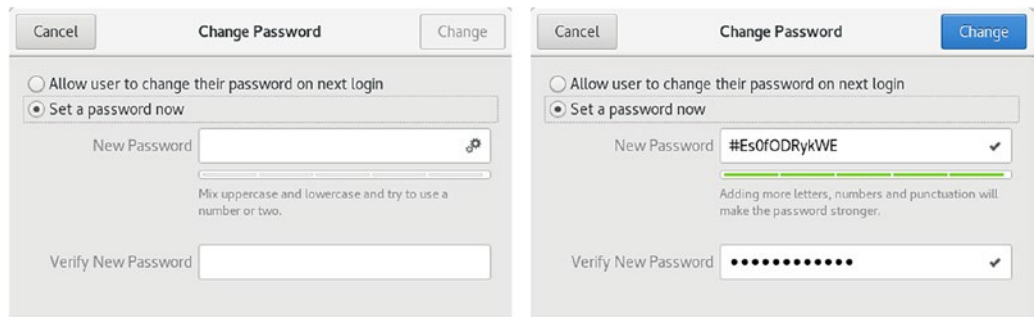 Cancel
Change Password
Change
Allow user to change their password on next login
Set a password now
New Password
Mix uppercase and lowercase and try to use a
number or two.
Verify New Password
Cancel
Change Password
Change
Allow user to change their password on next login
Set a password now
New Password #Es0fODRykWE
Adding more letters, numbers and punctuation will
make the password stronger.
Verify New Password ••••••••••••